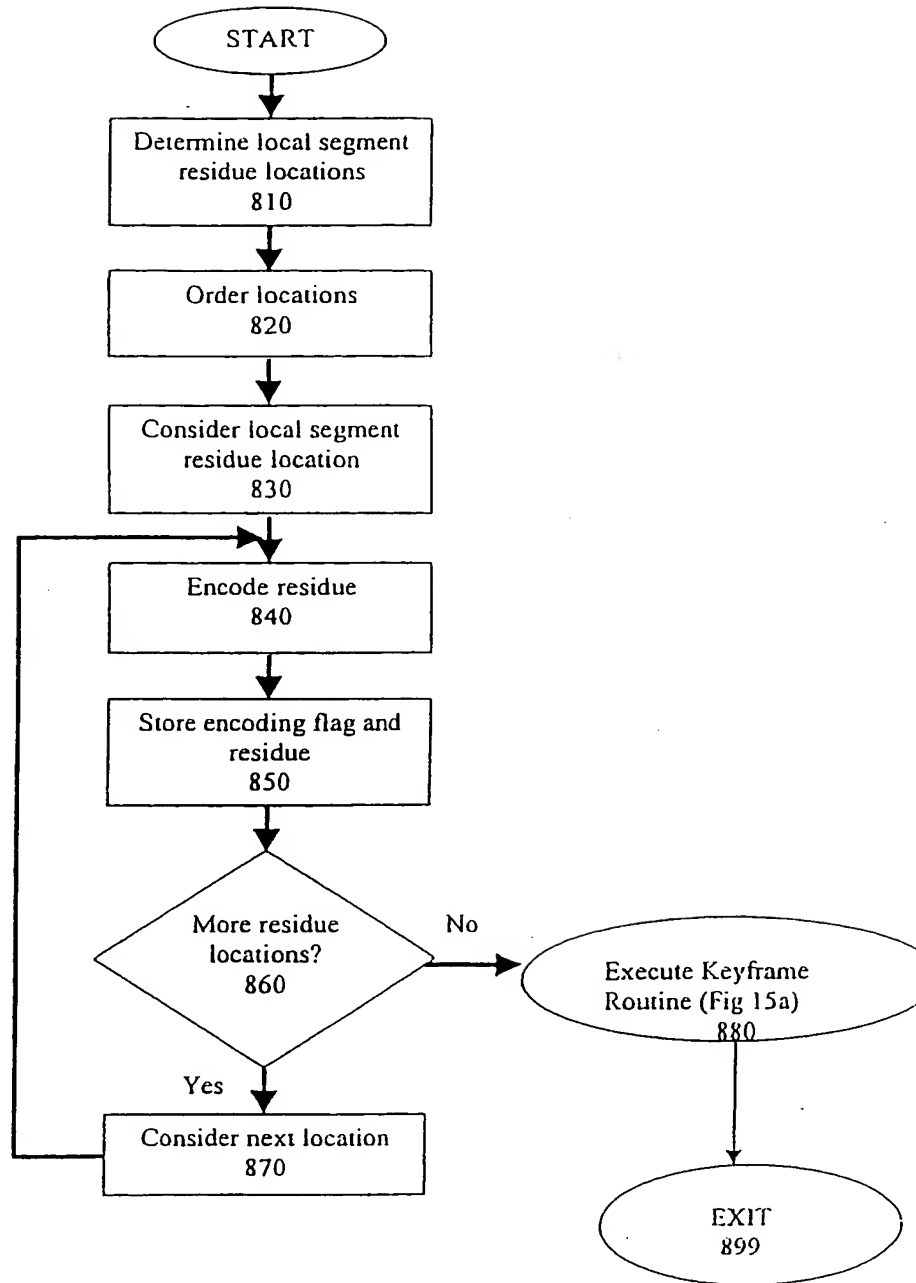 START
Determine local segment
residue locations
810
Order locations
820
Consider local segment
residue location
830
Encode residue
840
Store encoding flag and
residue
850
More residue
locations?
860
No
Execute Keyframe
Routine (Fig 15a)
880
Yes
Consider next location
870
EXIT
899